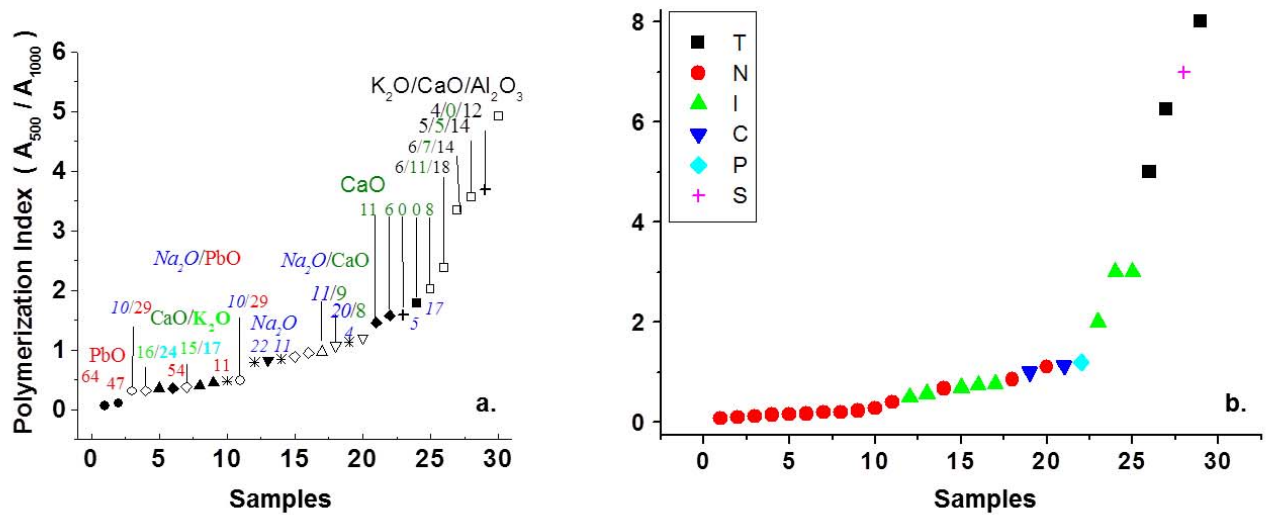 Polymerization Index ( A500 / A1000 )
6
5
4
3
2
1
0
K2O/CaO/Al2O3
4/0/12
5/5/14
6/7/14
6/11/18
CaO
11 6 0 0 8
Na2O/PbO
Na2O/CaO
10/29
10/29
11/9
20/8
5
17
CaO/K2O
Na2O
4
PbO
16/24
15/17
22 11
64
47
54
11
a.
0 5 10 15 20 25 30
Samples
8
6
4
2
0
T
N
I
C
P
S
b.
0 5 10 15 20 25 30
Samples